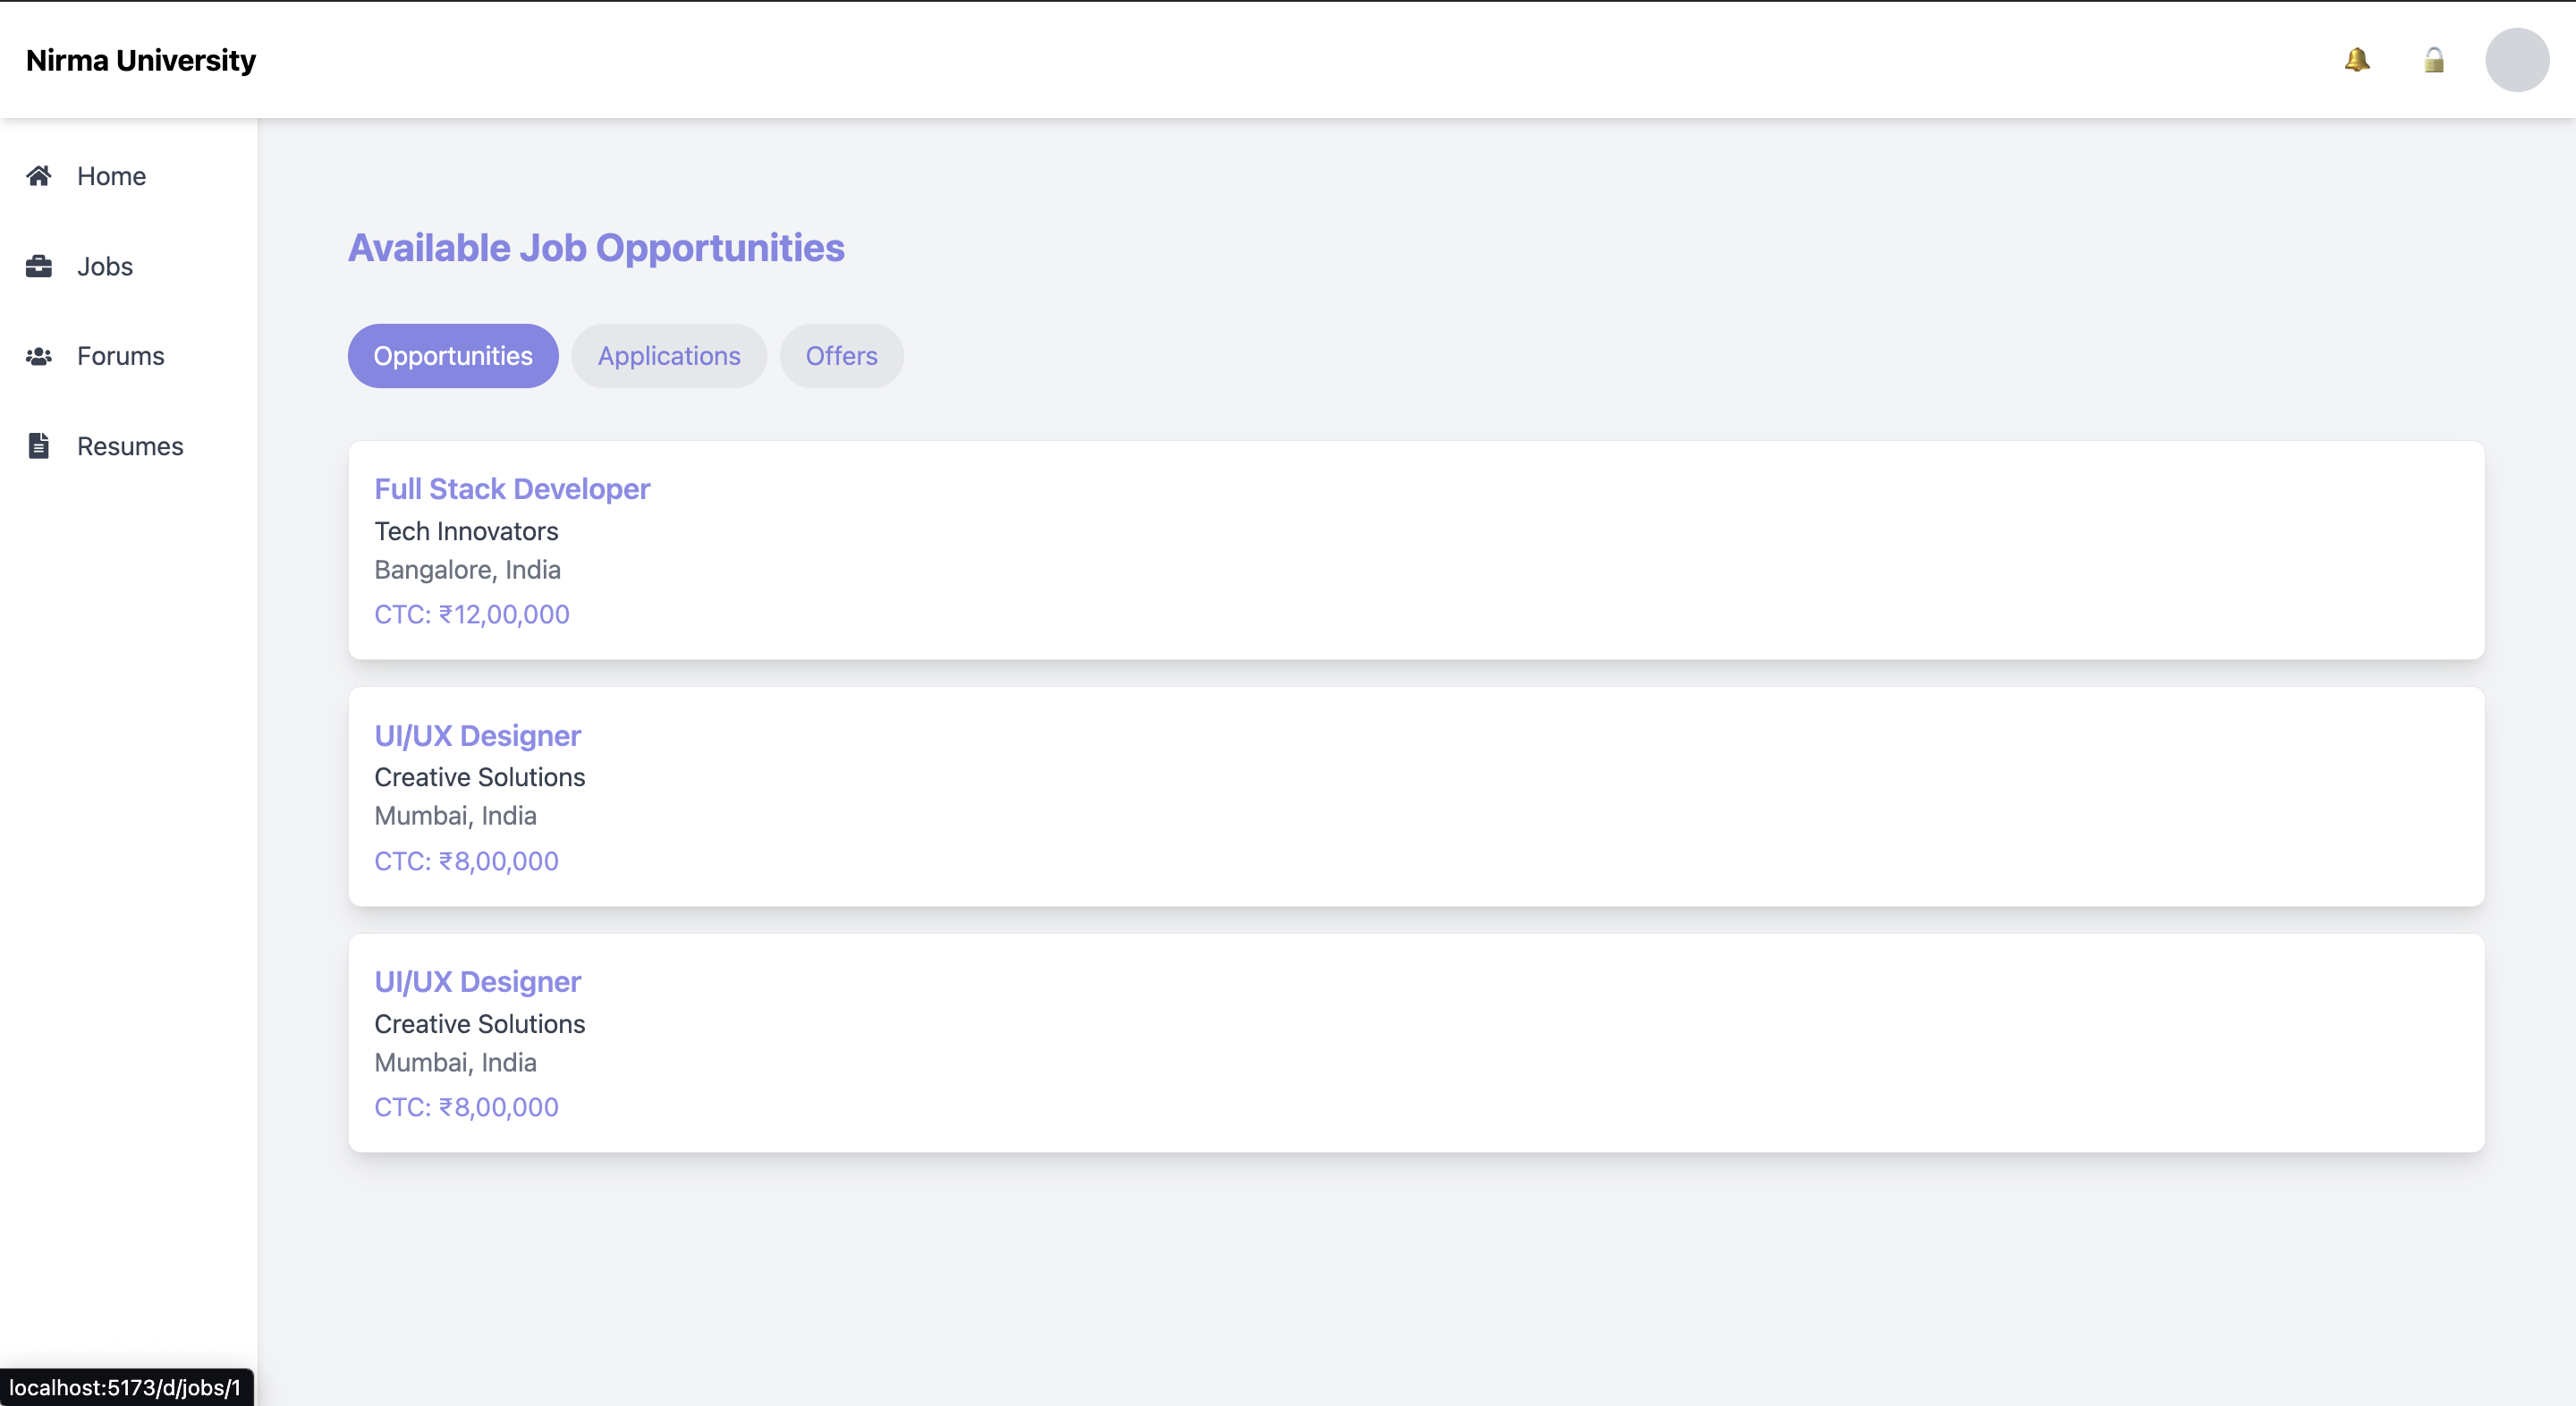 Nirma University
Home
Jobs
Forums
Resumes
Available Job Opportunities
Opportunities Applications Offers
Full Stack Developer
Tech Innovators
Bangalore, India
CTC: ₹12,00,000
UI/UX Designer
Creative Solutions
Mumbai, India
CTC: ₹8,00,000
UI/UX Designer
Creative Solutions
Mumbai, India
CTC: ₹8,00,000
localhost:5173/d/jobs/1